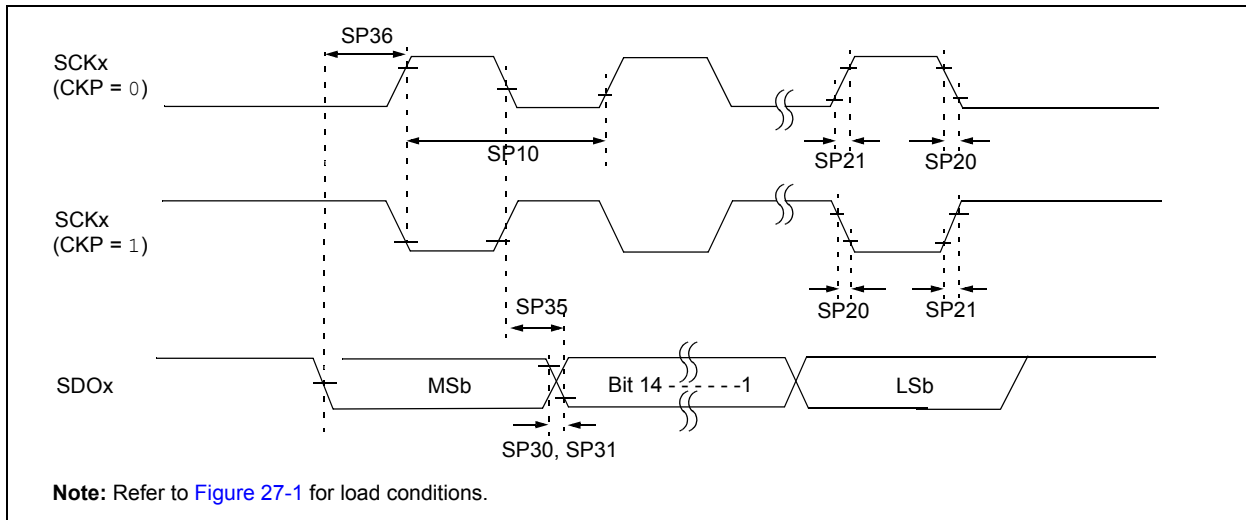 SP36
SCKx
(CKP = 0)
SP10
SP21
SP20
SCKx
(CKP = 1)
SP35
SP20
SP21
SDOx
MSb
Bit 14 - - - - - -1
LSb
SP30, SP31
Note: Refer to Figure 27-1 for load conditions.